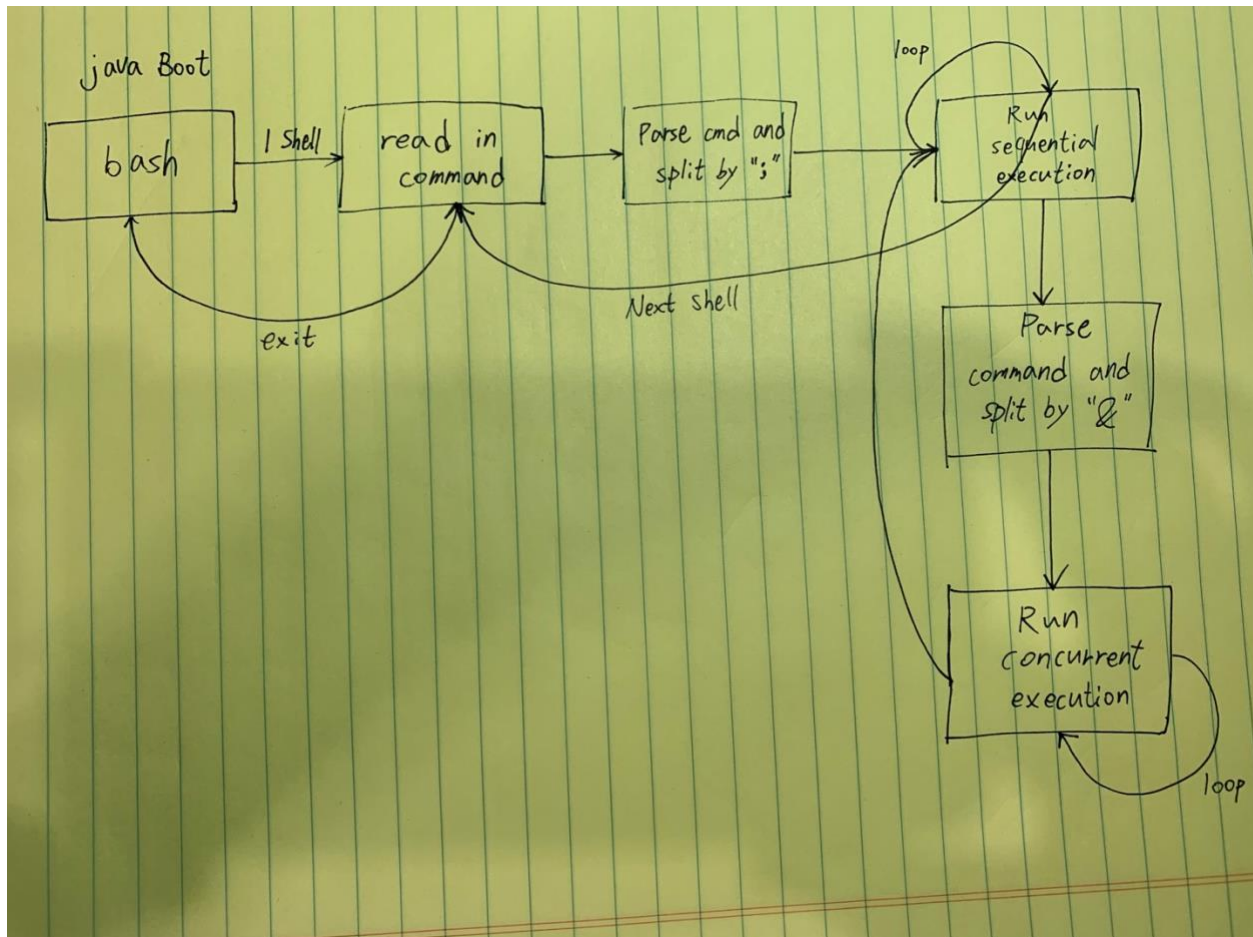 java Boot
bash
l Shell
read in
command
Parse cmd and
split by ";"
loop
Run
sequential
execution
exit
Next shell
Parse
command and
split by "&"
Run
concurrent
execution
loop